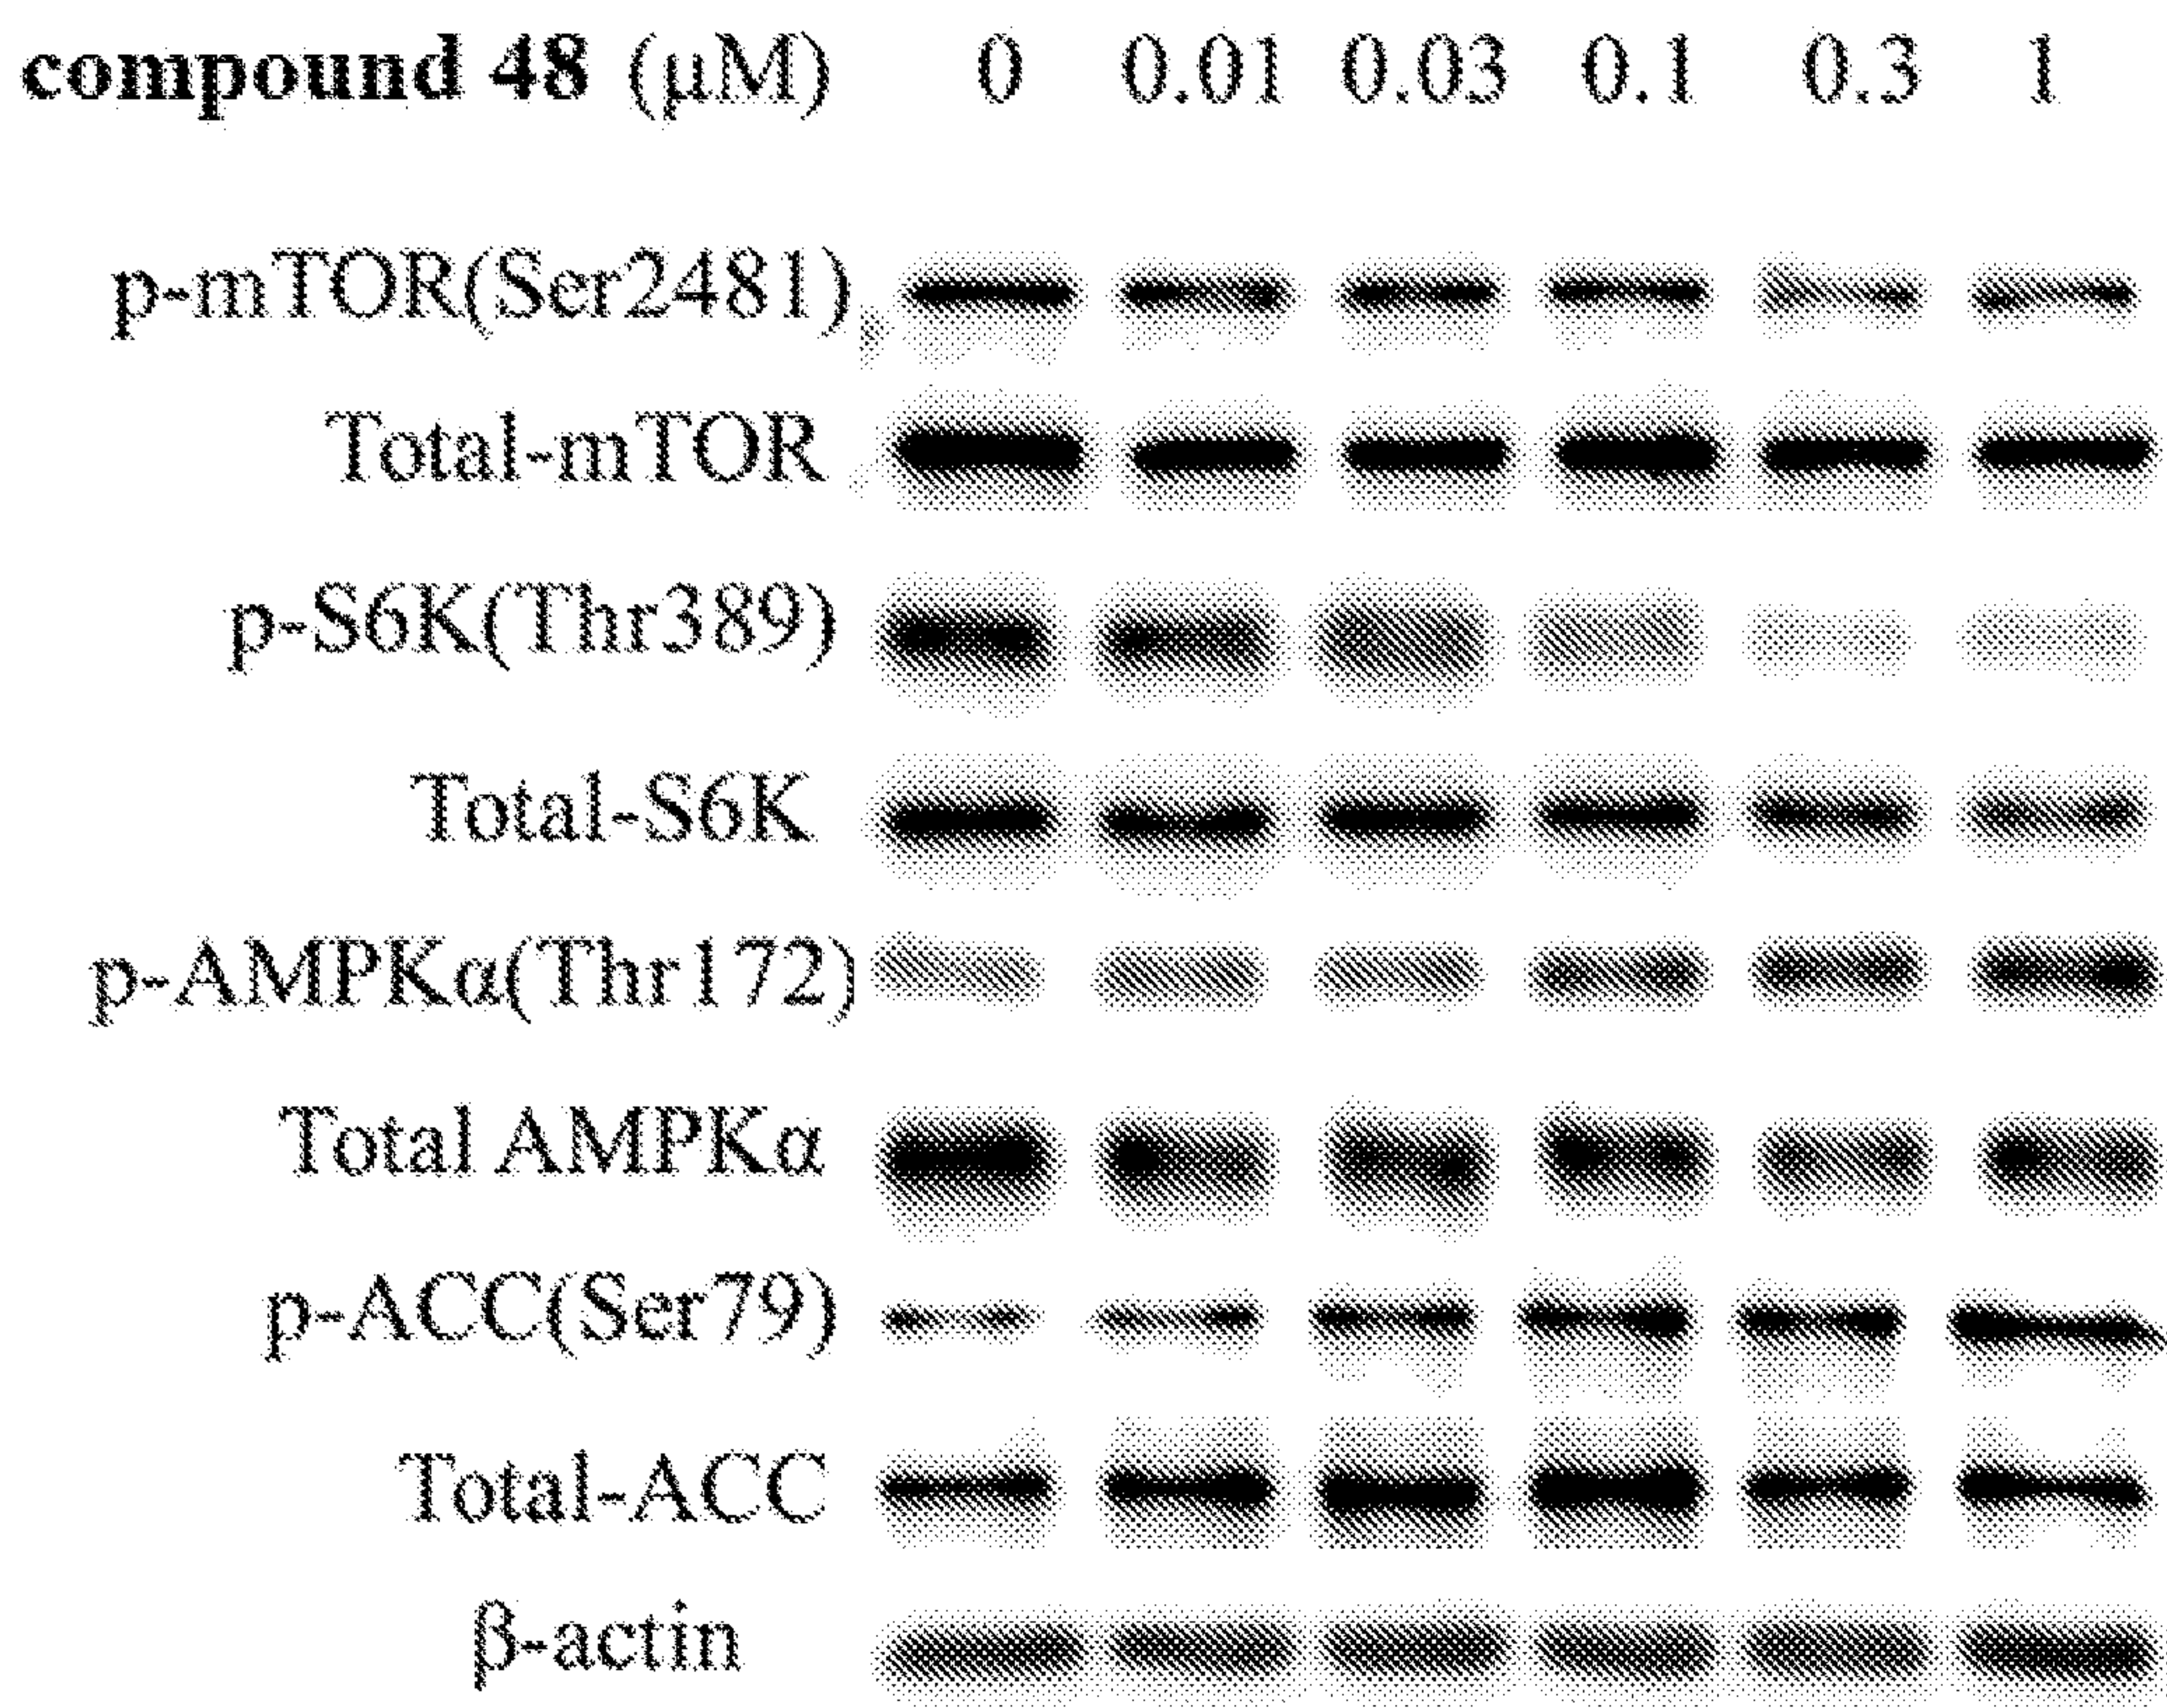 compound 48 (μM) 0 0.01 0.03 0.1 0.3 1
p-mTOR(Ser2481)
Total-mTOR
p-S6K(Thr389)
Total-S6K
p-AMPKα(Thr172)
Total AMPKα
p-ACC(Ser79)
Total-ACC
β-actin